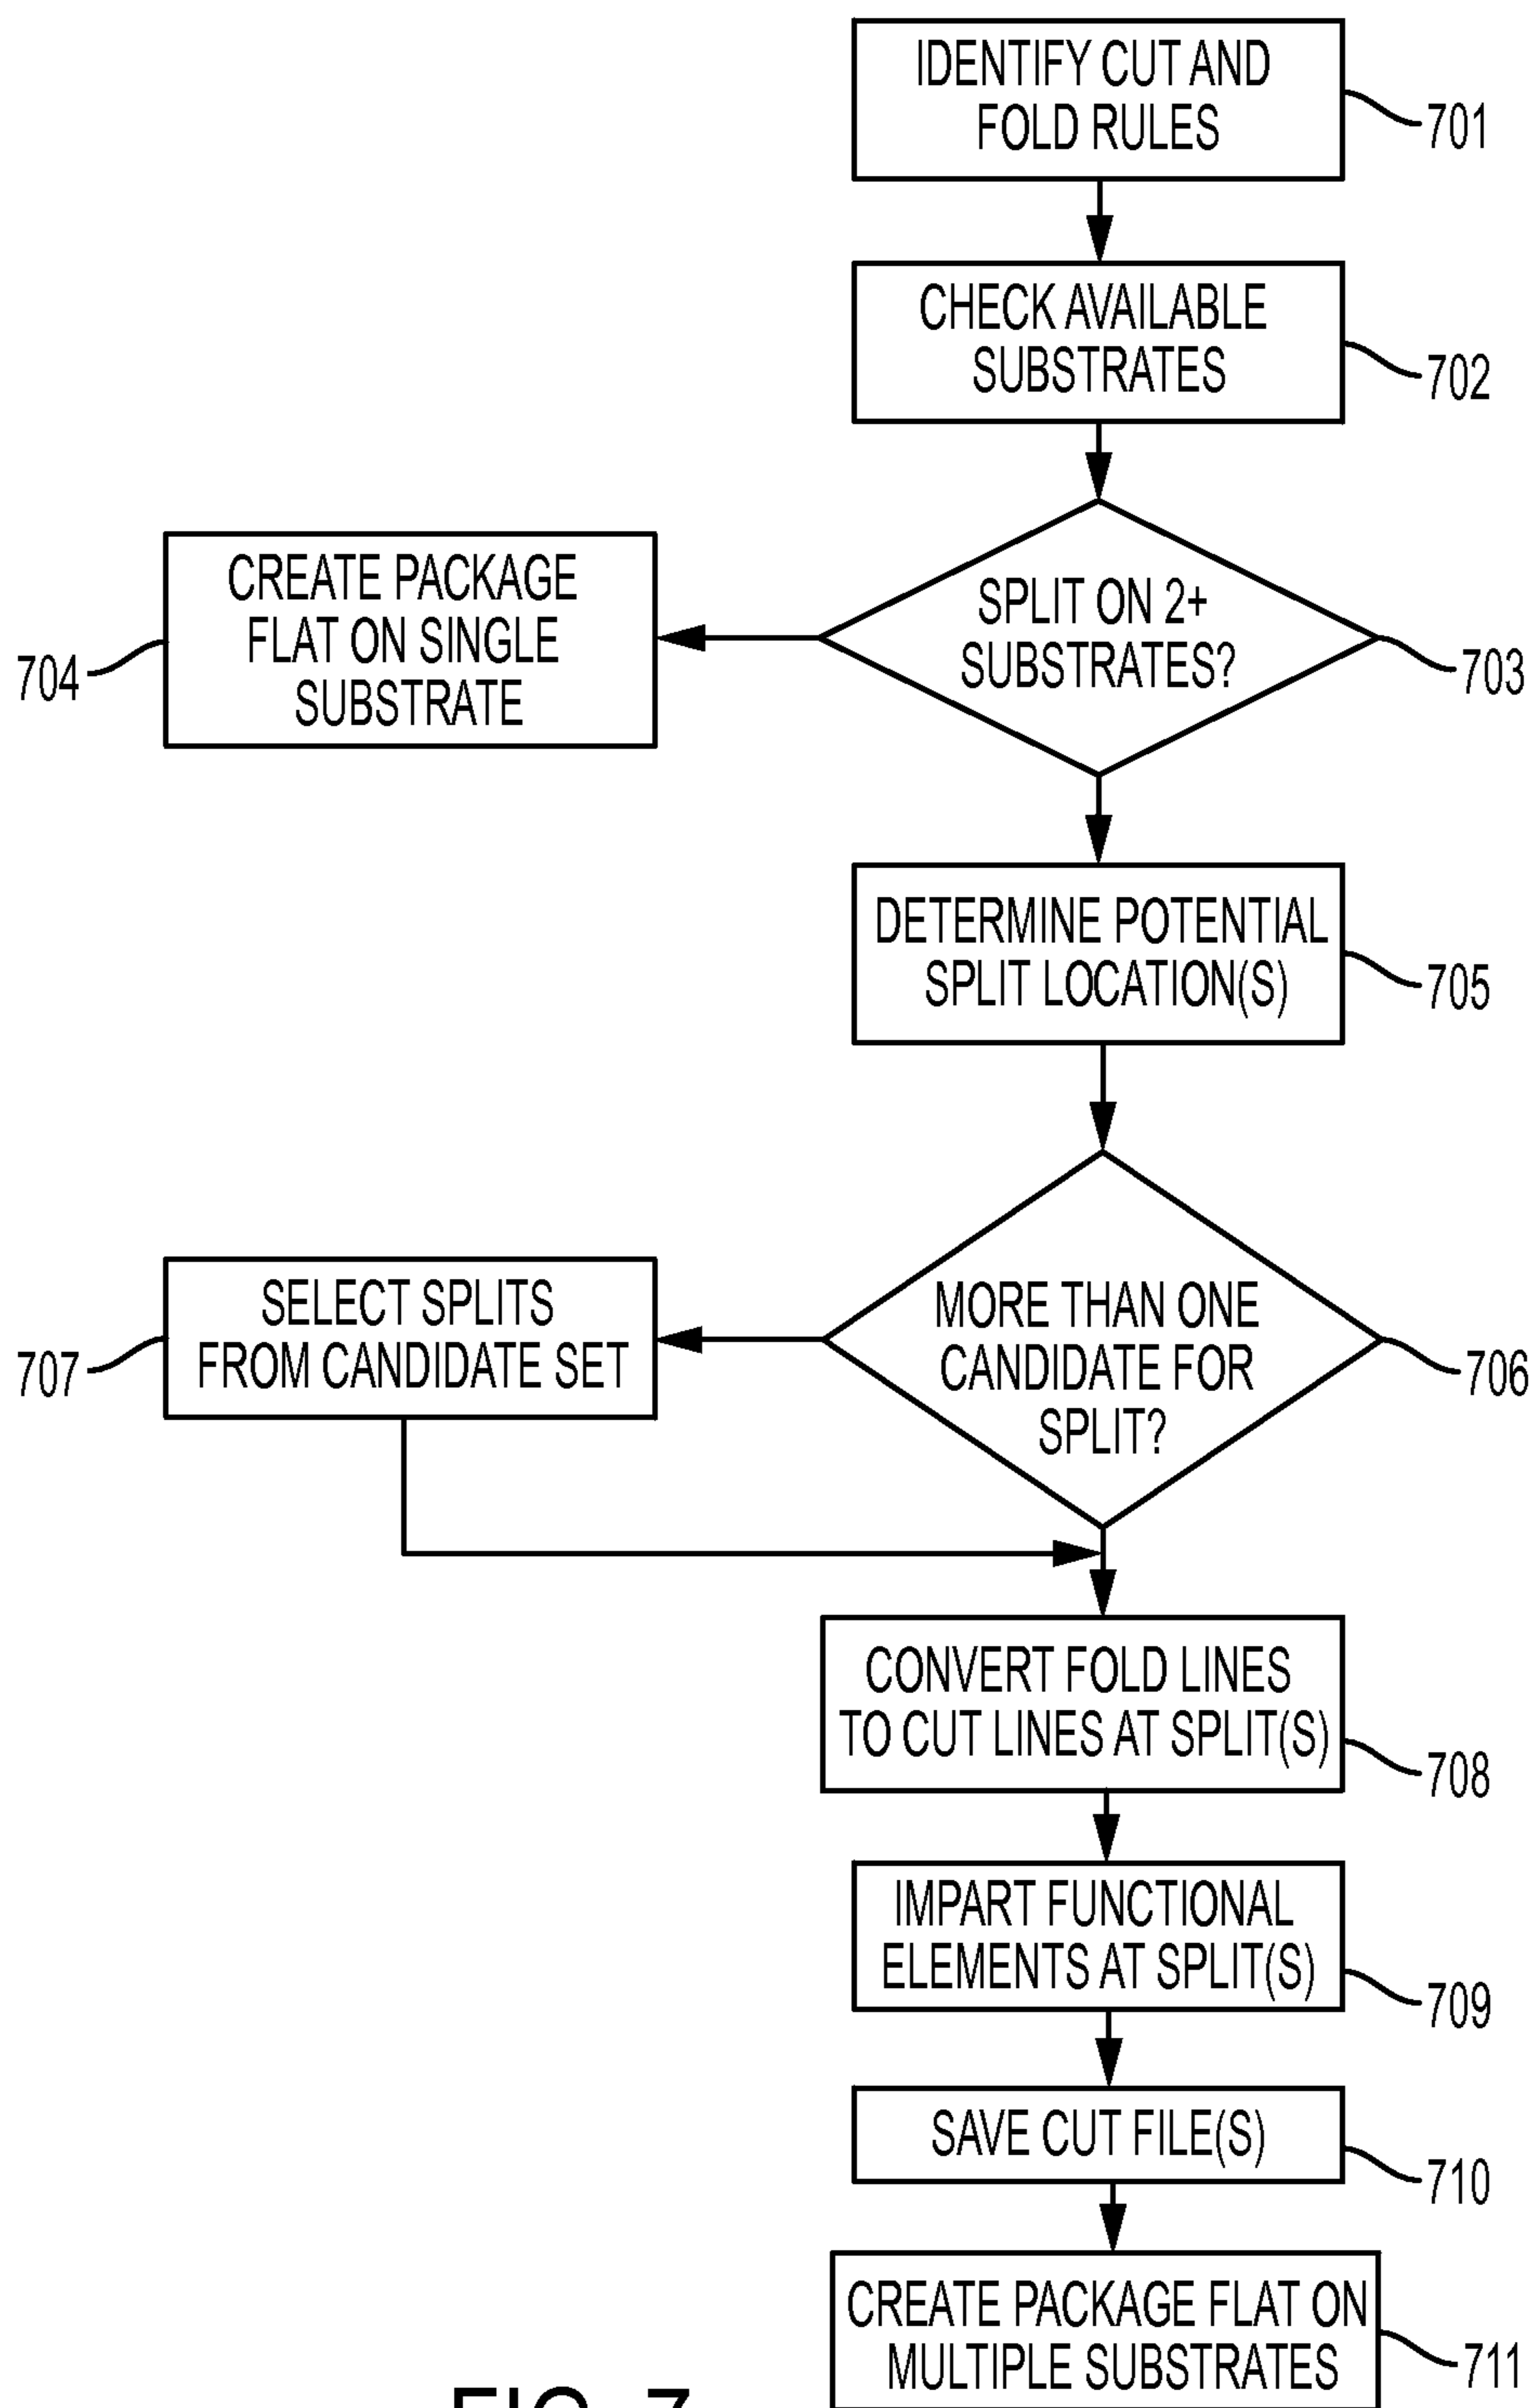 IDENTIFY CUT AND
FOLD RULES
701
CHECK AVAILABLE
SUBSTRATES
702
SPLIT ON 2+
SUBSTRATES?
703
CREATE PACKAGE
FLAT ON SINGLE
SUBSTRATE
704
DETERMINE POTENTIAL
SPLIT LOCATION(S)
705
MORE THAN ONE
CANDIDATE FOR
SPLIT?
706
SELECT SPLITS
FROM CANDIDATE SET
707
CONVERT FOLD LINES
TO CUT LINES AT SPLIT(S)
708
IMPART FUNCTIONAL
ELEMENTS AT SPLIT(S)
709
SAVE CUT FILE(S)
710
CREATE PACKAGE FLAT ON
MULTIPLE SUBSTRATES
711
FIG. 7